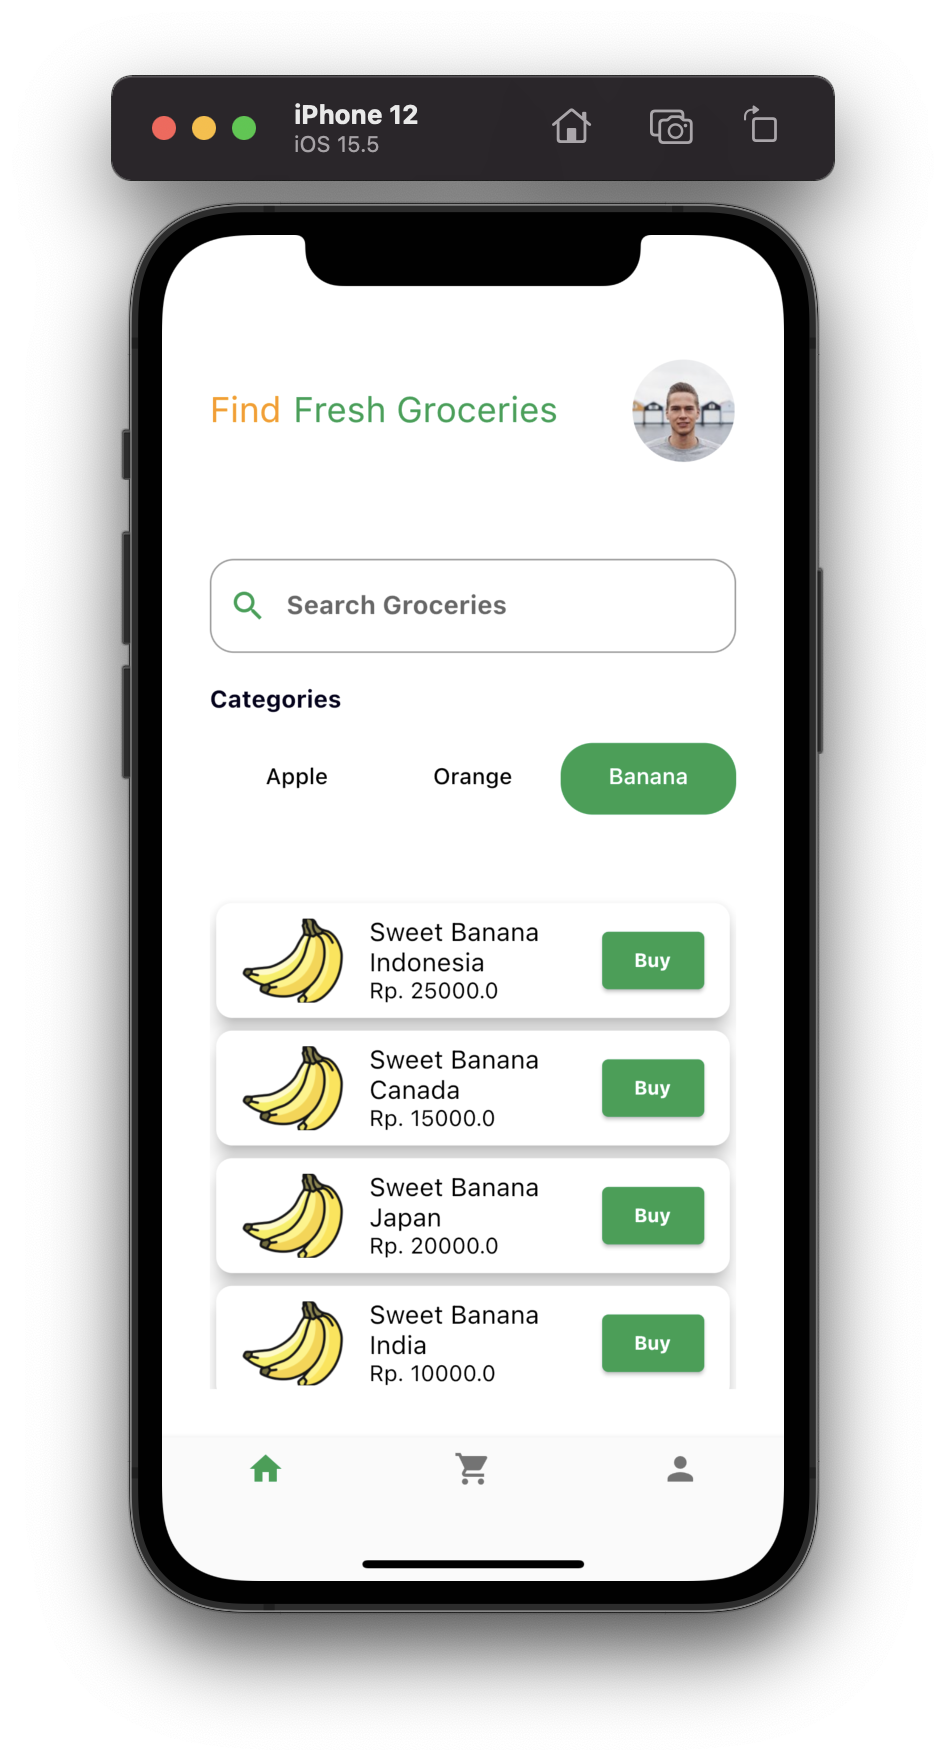 iPhone 12
iOS 15.5
Find Fresh Groceries
Search Groceries
Categories
Apple Orange Banana
Sweet Banana
Indonesia
Rp. 25000.0
Buy
Sweet Banana
Canada
Rp. 15000.0
Buy
Sweet Banana
Japan
Rp. 20000.0
Buy
Sweet Banana
India
Rp. 10000.0
Buy